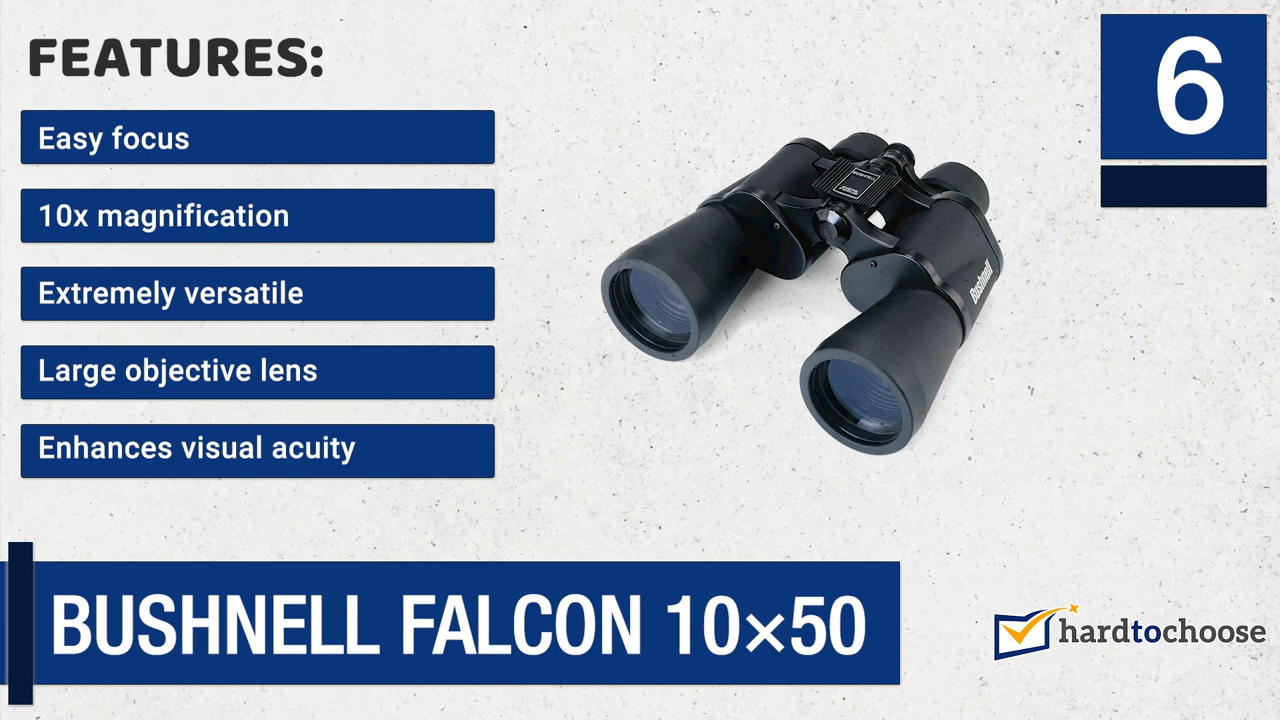 FEATURES:
Easy focus
10x magnification
Extremely versatile
Large objective lens
Enhances visual acuity
6
Bushnell
BUSHNELL FALCON 10×50
hardtochoose